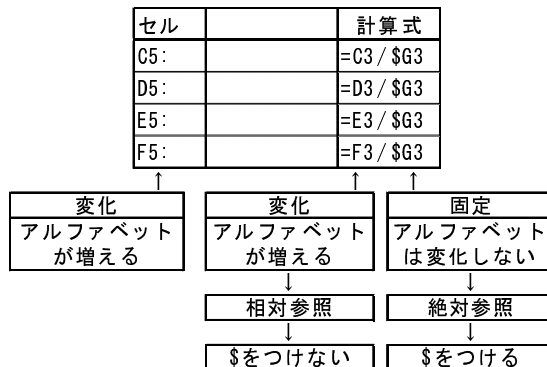 セル 計算式
C5: =C3/$G3
D5: =D3/$G3
E5: =E3/$G3
F5: =F3/$G3
↑ ↑ ↑
変化 変化 固定
アルファベット アルファベット アルファベット
が増える が増える は変化しない
↓ ↓
相対参照 絶対参照
↓ ↓
$をつけない $をつける